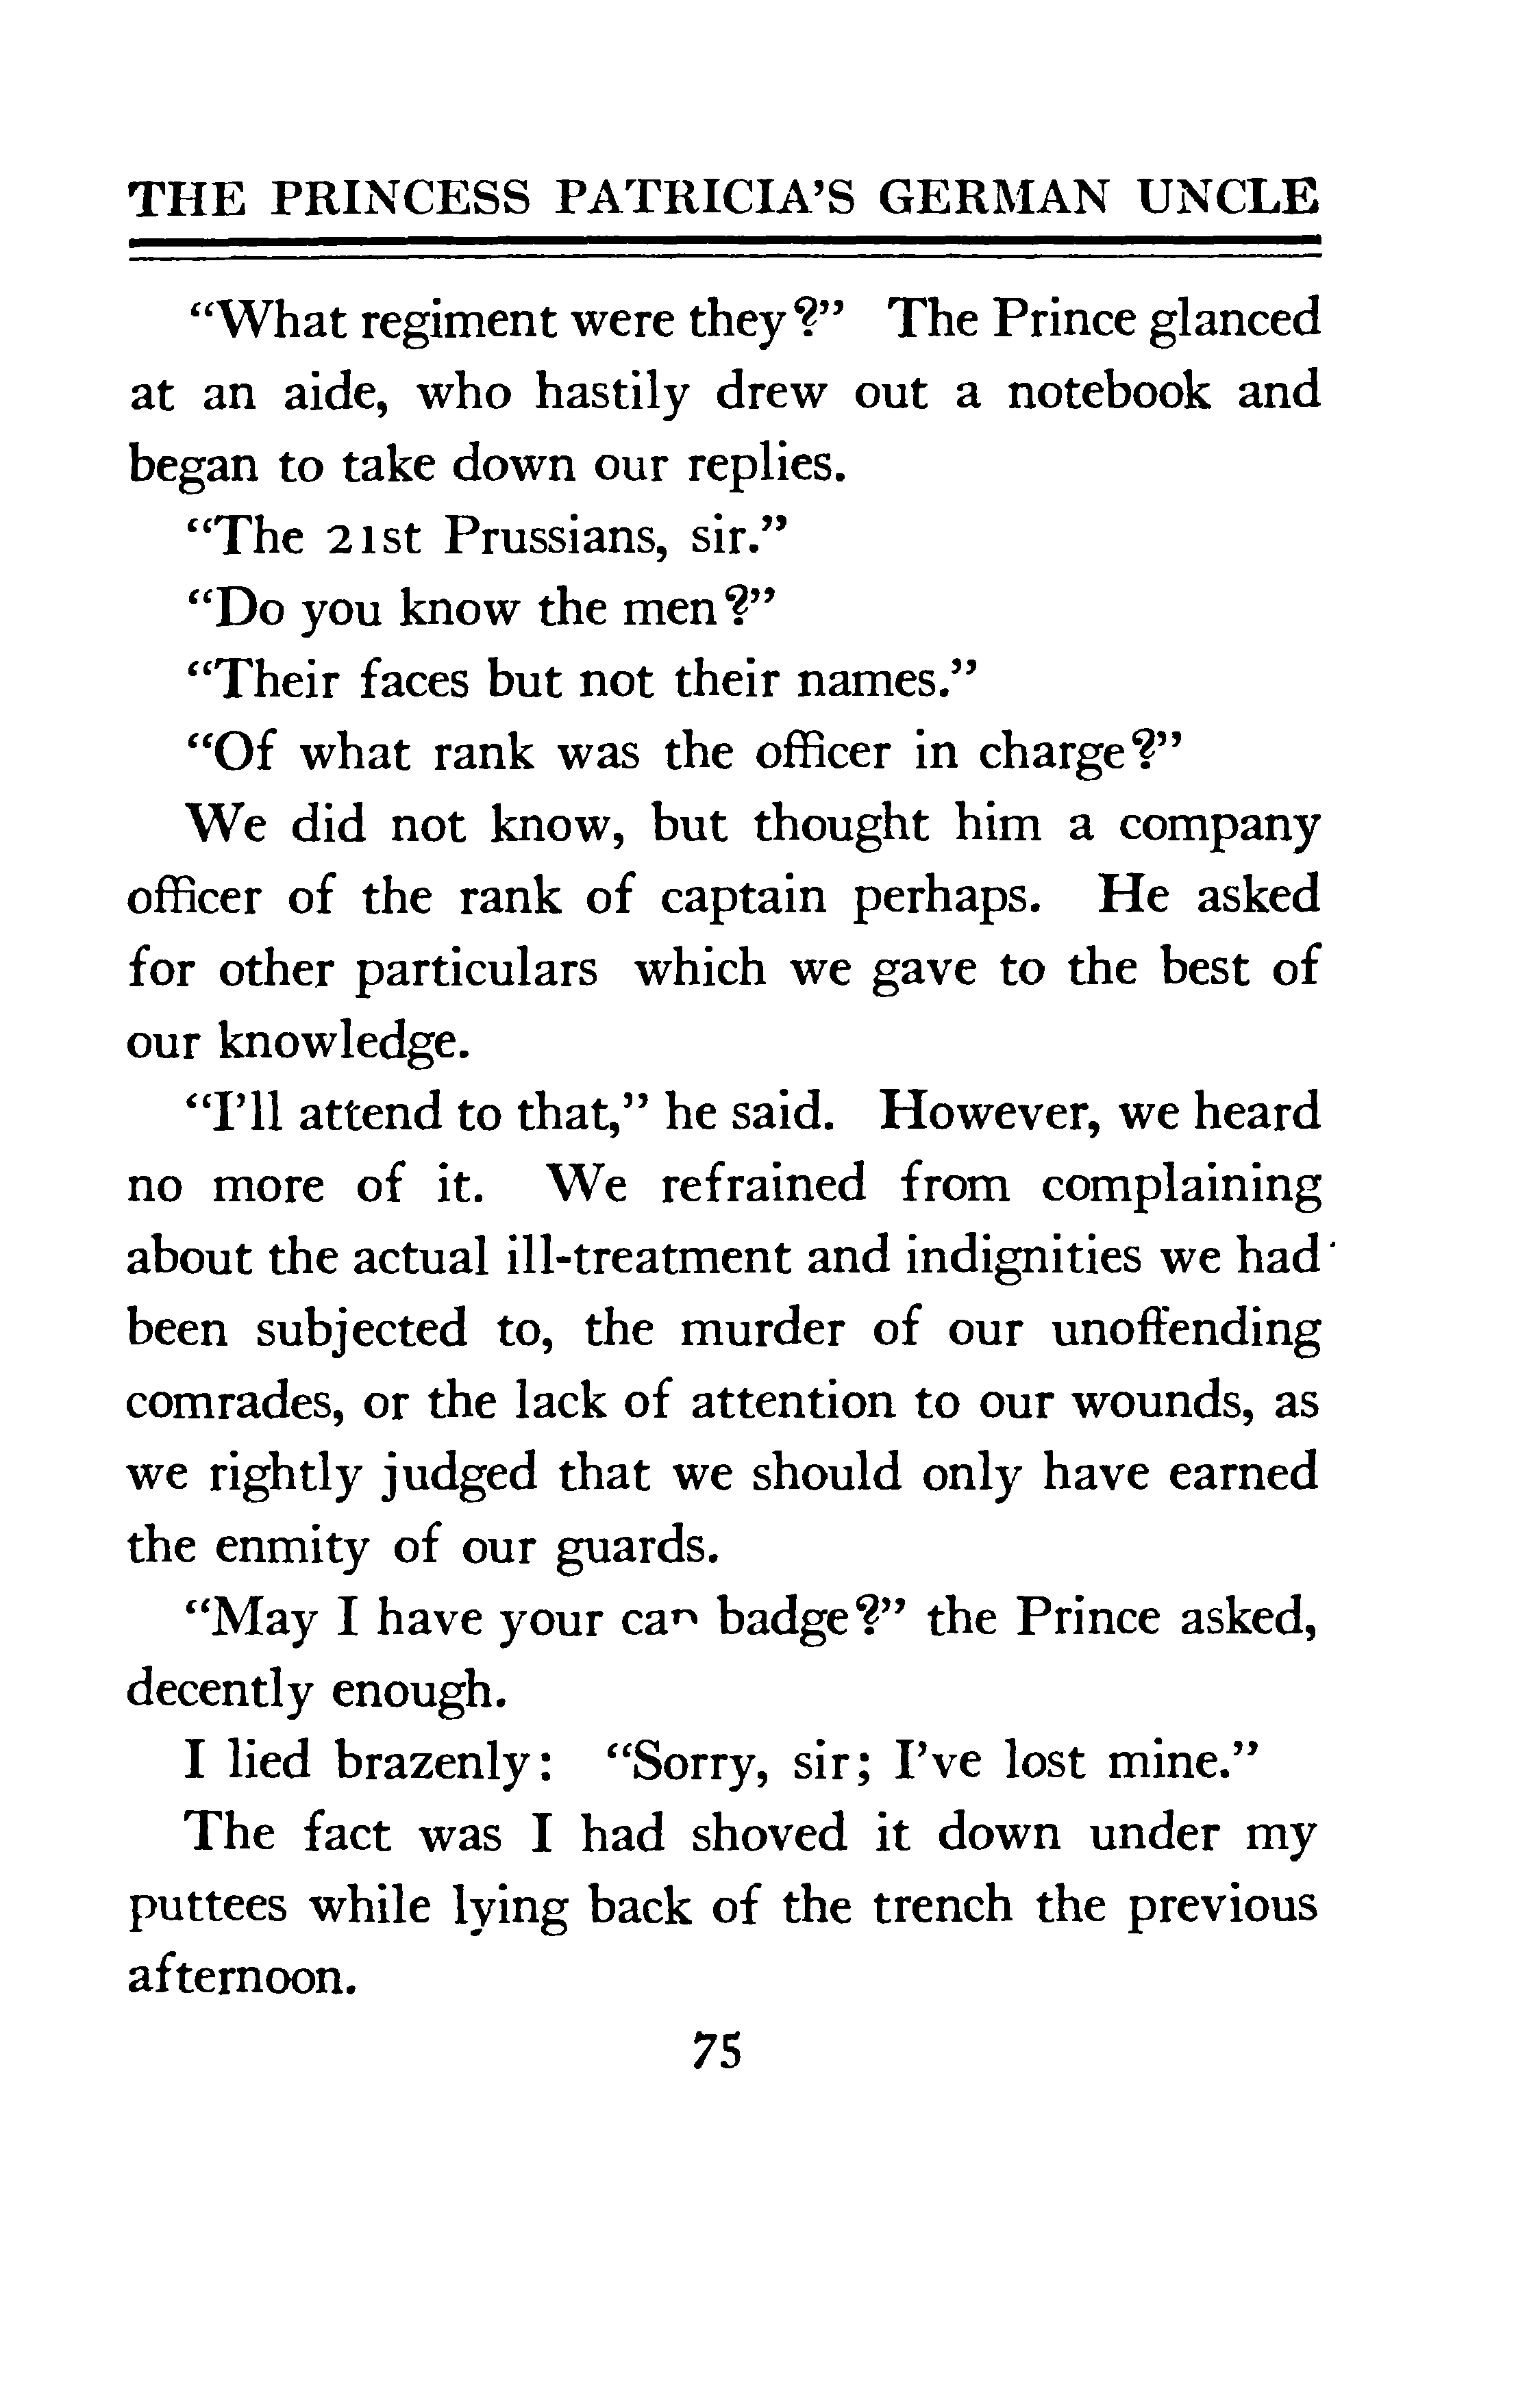 THE PRINCESS PATRICIA'S GERMAN UNCLE
“What regiment were they?” The Prince glanced
at an aide, who hastily drew out a notebook and
began to take down our replies.
“The 21st Prussians, sir.”
“Do you know the men?”
“Their faces but not their names.”
“Of what rank was the officer in charge?”
We did not know, but thought him a company
officer of the rank of captain perhaps. He asked
for other particulars which we gave to the best of
our knowledge.
“I’ll attend to that,” he said. However, we heard
no more of it. We refrained from complaining
about the actual ill-treatment and indignities we had
been subjected to, the murder of our unoffending
comrades, or the lack of attention to our wounds, as
we rightly judged that we should only have earned
the enmity of our guards.
“May I have your cap badge?” the Prince asked,
decently enough.
I lied brazenly: “Sorry, sir; I’ve lost mine.”
The fact was I had shoved it down under my
puttees while lying back of the trench the previous
afternoon.
75